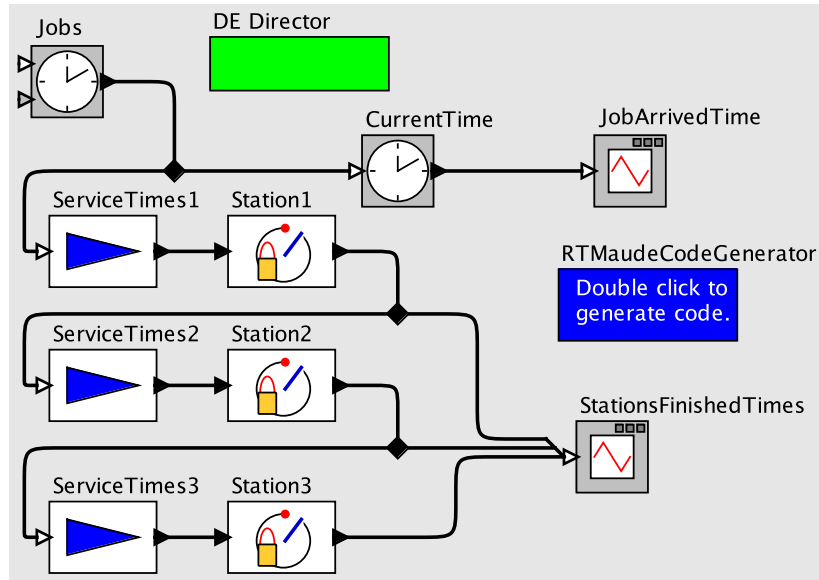 Jobs
DE Director
CurrentTime
JobArrivedTime
ServiceTimes1
Station1
RTMaudeCodeGenerator
Double click to
generate code.
ServiceTimes2
Station2
StationsFinishedTimes
ServiceTimes3
Station3